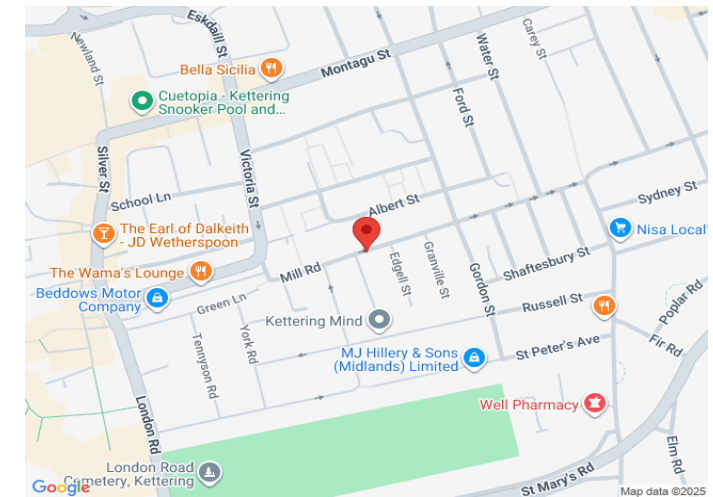 Eskdaill St
Newland St
Bella Sicilia
Montagu St
Water St
Carey St
Cuetopia - Kettering
Snooker Pool and...
Ford St
Silver St
Victoria St
School Ln
Albert St
Sydney St
The Earl of Dalkeith
- JD Wetherspoon
Nisa Local
The Wama's Lounge
Mill Rd
Edgell St
Granville St
Gordon St
Shaftesbury St
Beddows Motor
Company
Green Ln
Russell St
Poplar Rd
Kettering Mind
Tennyson Rd
York Rd
MJ Hillery & Sons
(Midlands) Limited
St Peter's Ave
Fir Rd
London Rd
Well Pharmacy
Elm Rd
London Road
Cemetery, Kettering
St Mary's Rd
Google
Map data ©2025